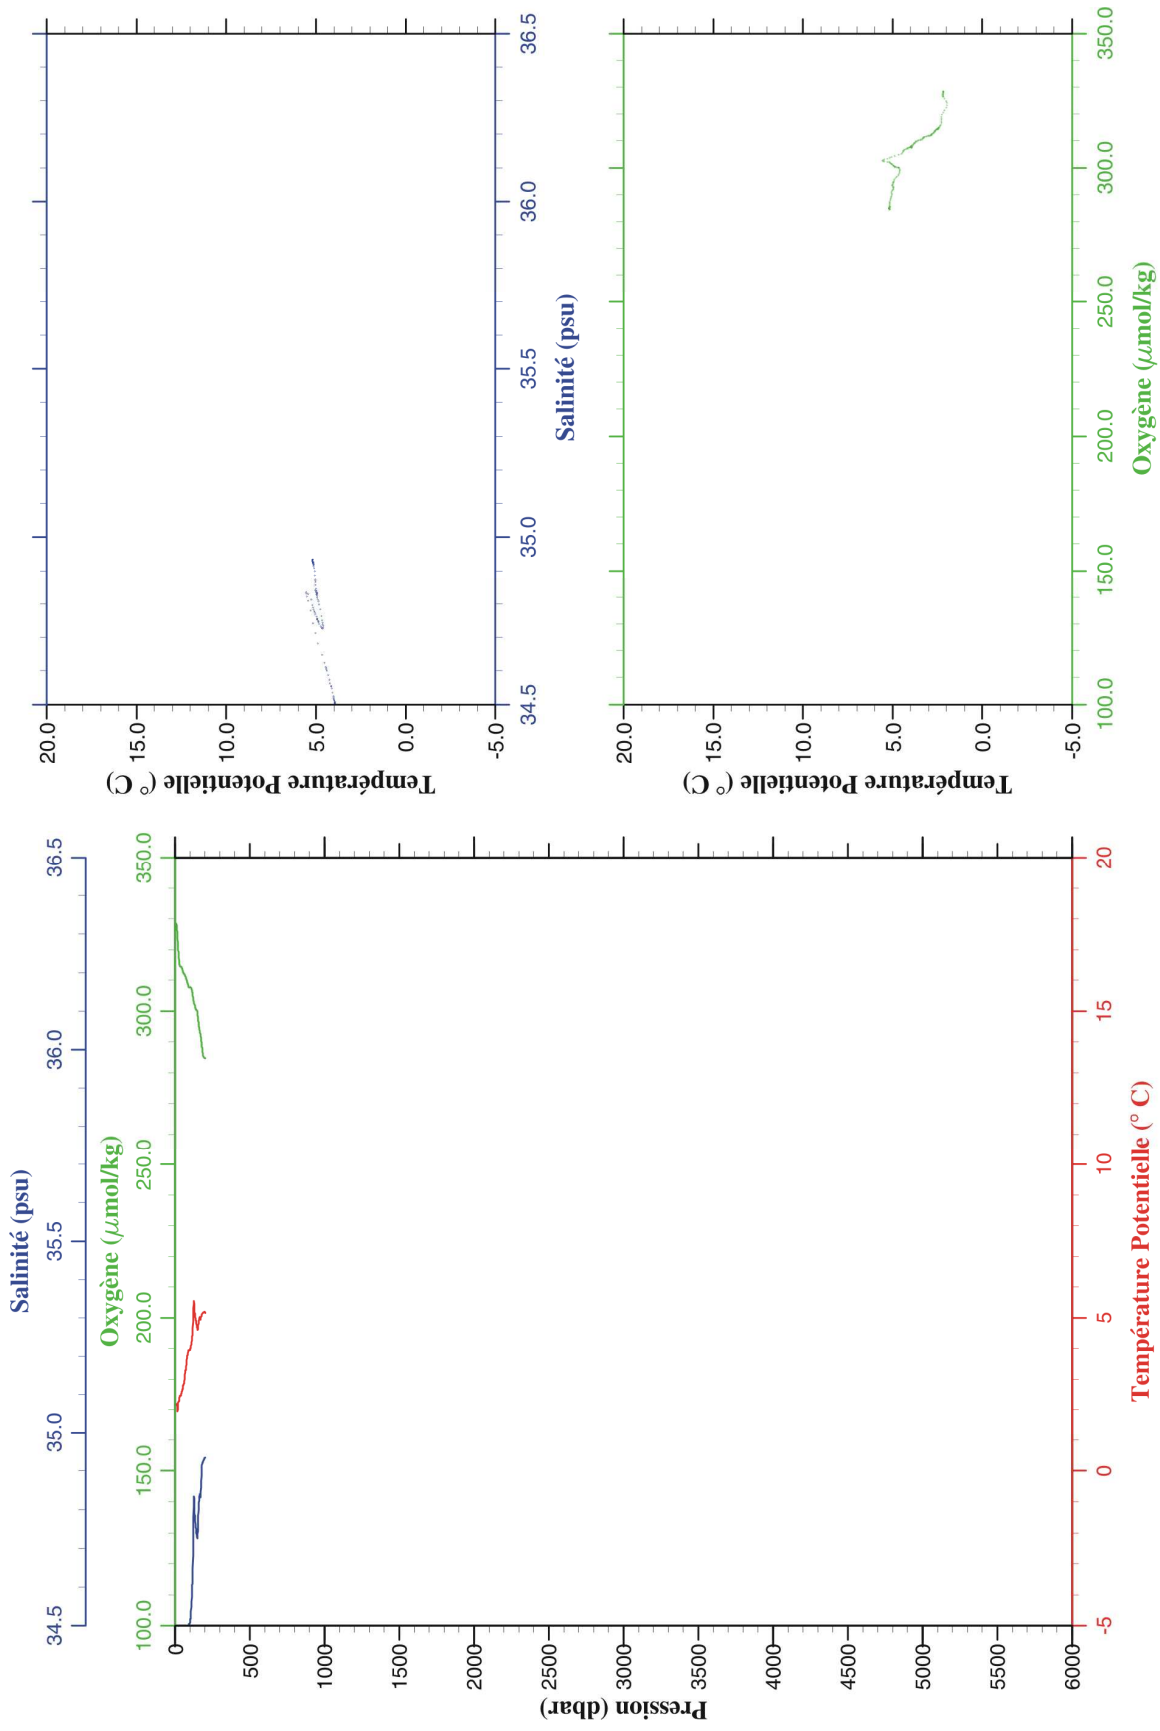 Salinité (psu)
34.5 35.0 35.5 36.0 36.5
Oxygène (μmol/kg)
100.0 150.0 200.0 250.0 300.0 350.0
0
500
1000
1500
2000
2500
3000
3500
4000
4500
5000
5500
6000
Pression (dbar)
-5 0 5 10 15 20
Température Potentielle (° C)
20.0
15.0
10.0
5.0
0.0
-5.0
Température Potentielle (° C)
34.5 35.0 35.5 36.0 36.5
Salinité (psu)
20.0
15.0
10.0
5.0
0.0
-5.0
Température Potentielle (° C)
100.0 150.0 200.0 250.0 300.0 350.0
Oxygène (μmol/kg)